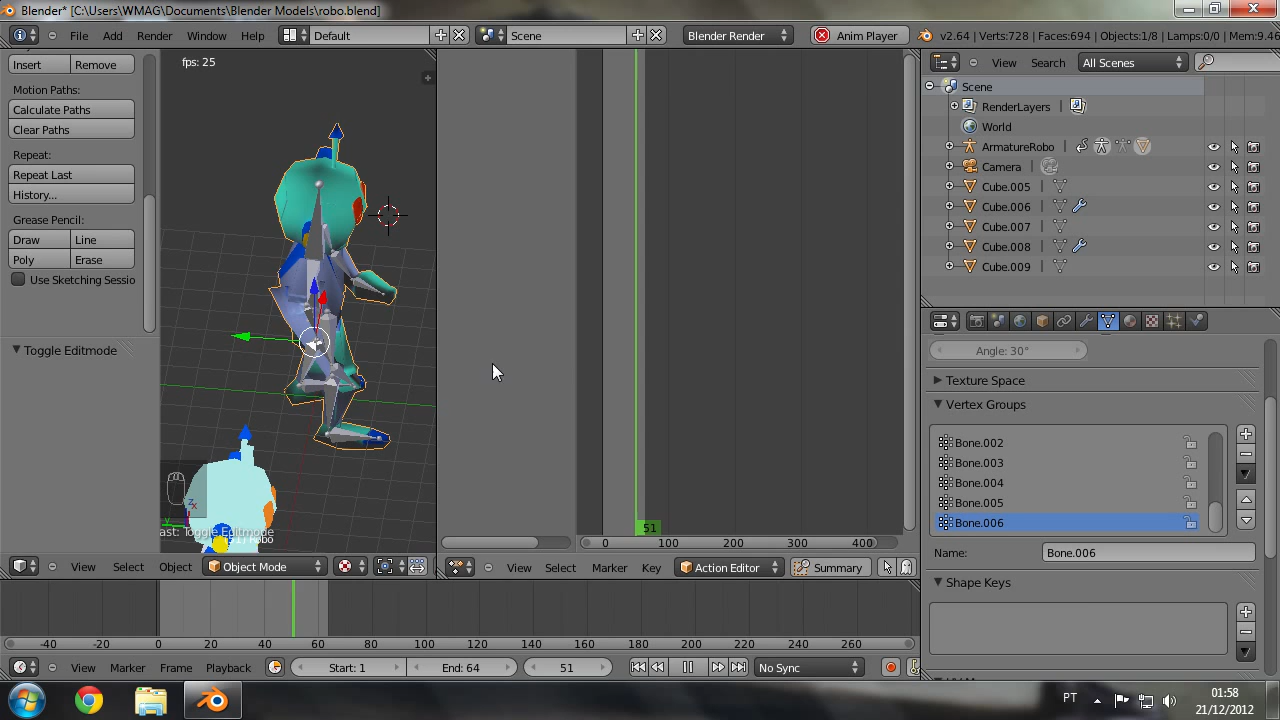 Blender* [C:\Users\WMAG\Documents\Blender Models\robo.blend]
File Add Render Window Help Default Scene Blender Render Anim Player v2.64 | Verts:728 | Faces:694 | Objects:1/8 | Lamps:0/0 | Mem:9.46
Insert Remove
Motion Paths:
Calculate Paths
Clear Paths
Repeat:
Repeat Last
History...
Grease Pencil:
Draw Line
Poly Erase
Use Sketching Sessio
Toggle Editmode
fps: 25
ast: Toggle Editmode
View Select Object Object Mode
51
0 100 200 300 400
View Select Marker Key Action Editor Summary
View Search All Scenes
Scene
RenderLayers
World
ArmatureRobo
Camera
Cube.005
Cube.006
Cube.007
Cube.008
Cube.009
Angle: 30°
Texture Space
Vertex Groups
Bone.002
Bone.003
Bone.004
Bone.005
Bone.006
Name: Bone.006
Shape Keys
-40 -20 0 20 40 60 80 100 120 140 160 180 200 220 240 260
View Marker Frame Playback Start: 1 End: 64 51 No Sync
PT
01:58
21/12/2012